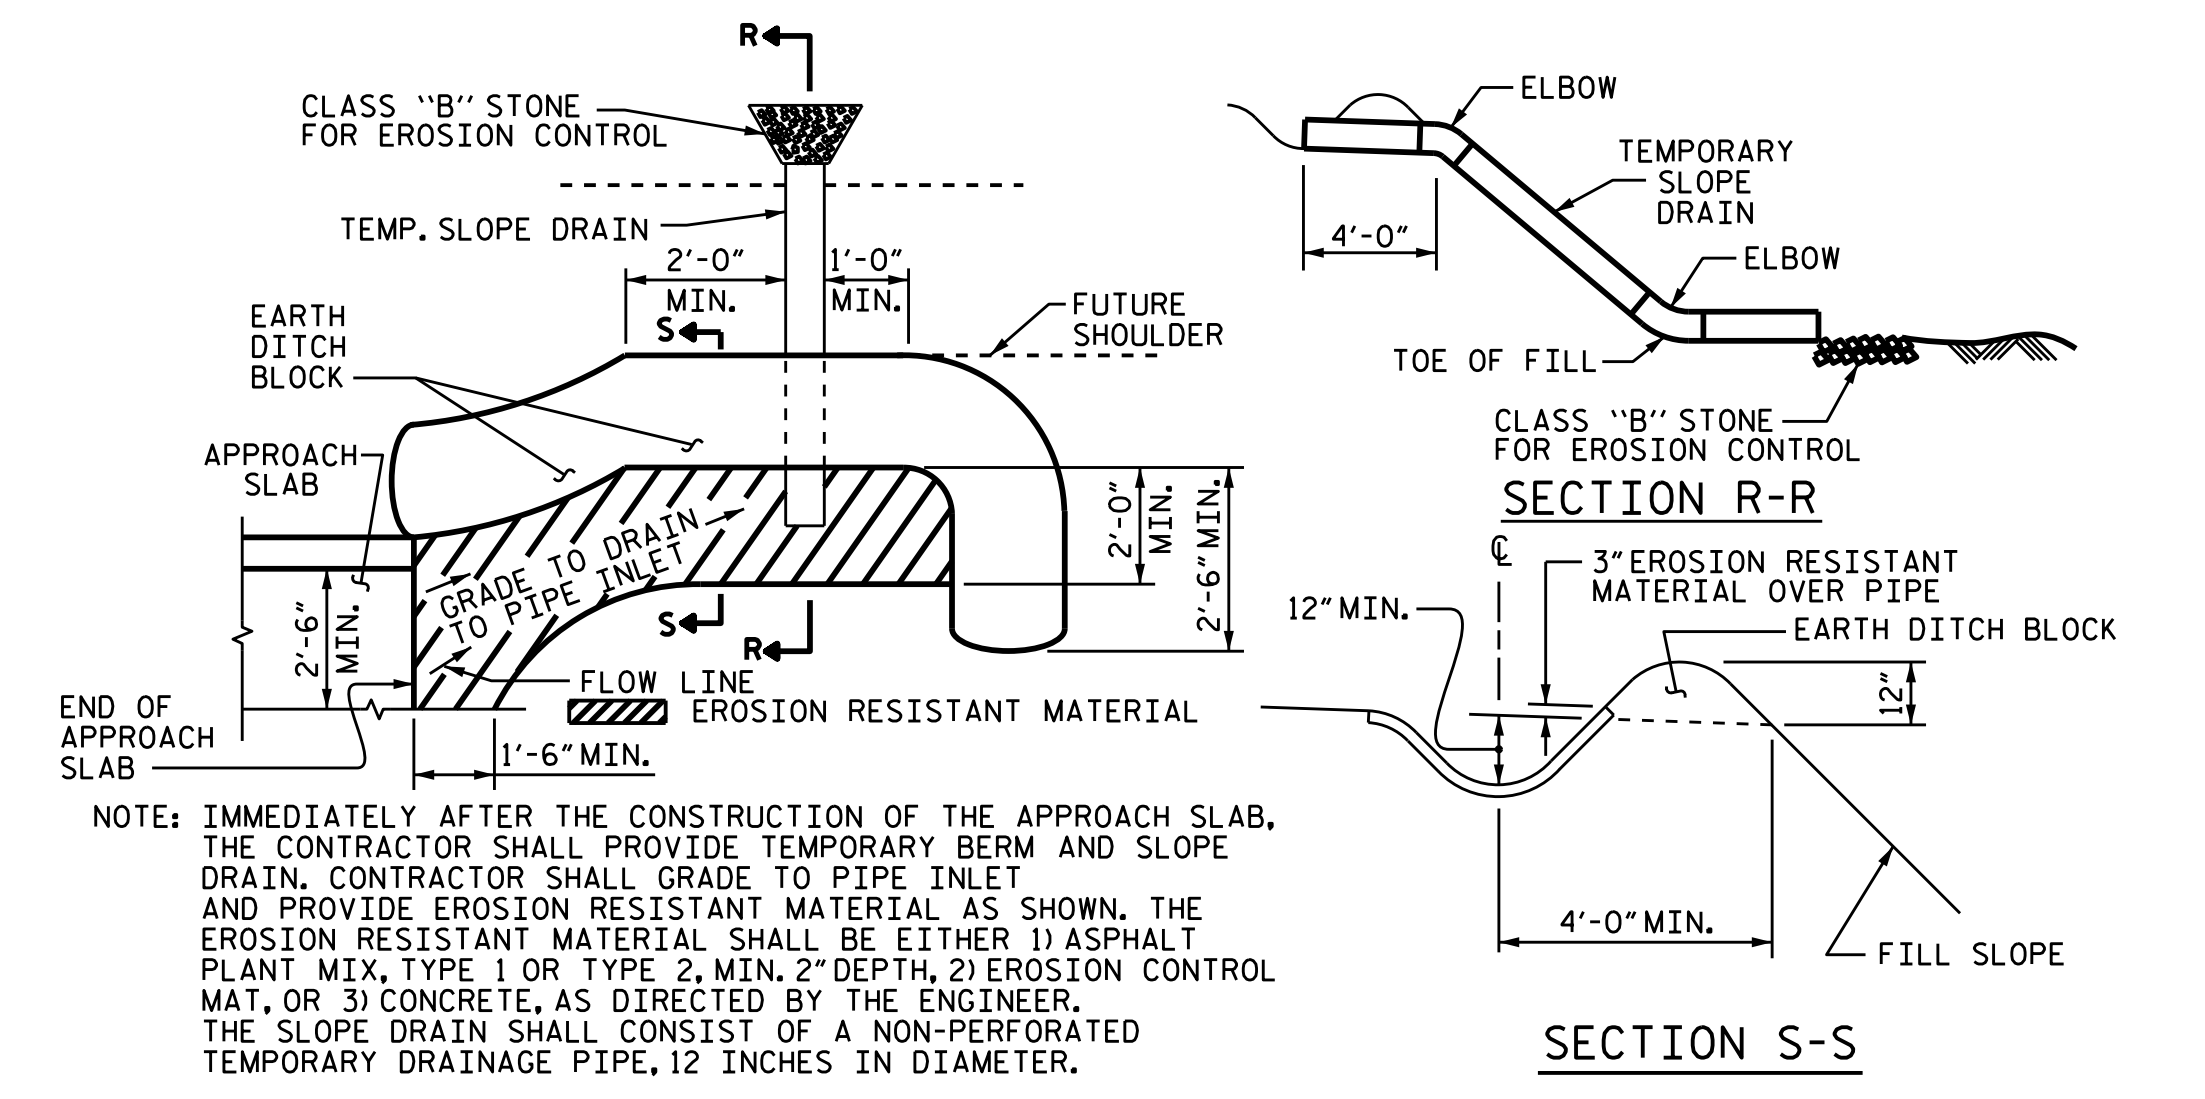 R
CLASS "B" STONE
FOR EROSION CONTROL
TEMP. SLOPE DRAIN
2'-0"
MIN.
1'-0"
MIN.
S
EARTH
DITCH
BLOCK
FUTURE
SHOULDER
APPROACH
SLAB
GRADE TO DRAIN
TO PIPE INLET
2'-0"
MIN.
2'-6" MIN.
2'-6"
MIN.
S
R
FLOW LINE
EROSION RESISTANT MATERIAL
END OF
APPROACH
SLAB
1'-6" MIN.
ELBOW
TEMPORARY
SLOPE
DRAIN
4'-0"
ELBOW
TOE OF FILL
CLASS "B" STONE
FOR EROSION CONTROL
SECTION R-R
℄
3" EROSION RESISTANT
MATERIAL OVER PIPE
12" MIN.
EARTH DITCH BLOCK
12"
4'-0" MIN.
FILL SLOPE
SECTION S-S
NOTE: IMMEDIATELY AFTER THE CONSTRUCTION OF THE APPROACH SLAB,
THE CONTRACTOR SHALL PROVIDE TEMPORARY BERM AND SLOPE
DRAIN. CONTRACTOR SHALL GRADE TO PIPE INLET
AND PROVIDE EROSION RESISTANT MATERIAL AS SHOWN. THE
EROSION RESISTANT MATERIAL SHALL BE EITHER 1) ASPHALT
PLANT MIX, TYPE 1 OR TYPE 2, MIN. 2" DEPTH, 2) EROSION CONTROL
MAT, OR 3) CONCRETE, AS DIRECTED BY THE ENGINEER.
THE SLOPE DRAIN SHALL CONSIST OF A NON-PERFORATED
TEMPORARY DRAINAGE PIPE, 12 INCHES IN DIAMETER.